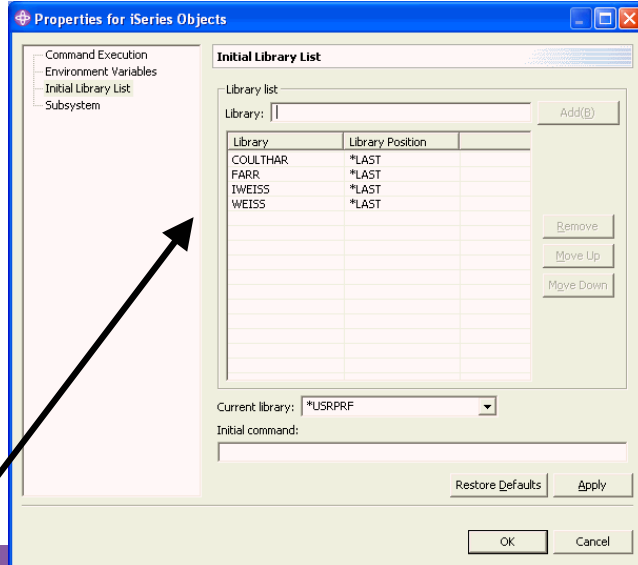 Properties for iSeries Objects
Command Execution
Environment Variables
Initial Library List
Subsystem
Initial Library List
Library list
Library:
Add(B)
Library Library Position
COULTHAR *LAST
FARR *LAST
IWEISS *LAST
WEISS *LAST
Remove
Move Up
Move Down
Current library: *USRPRF
Initial command:
Restore Defaults Apply
OK Cancel